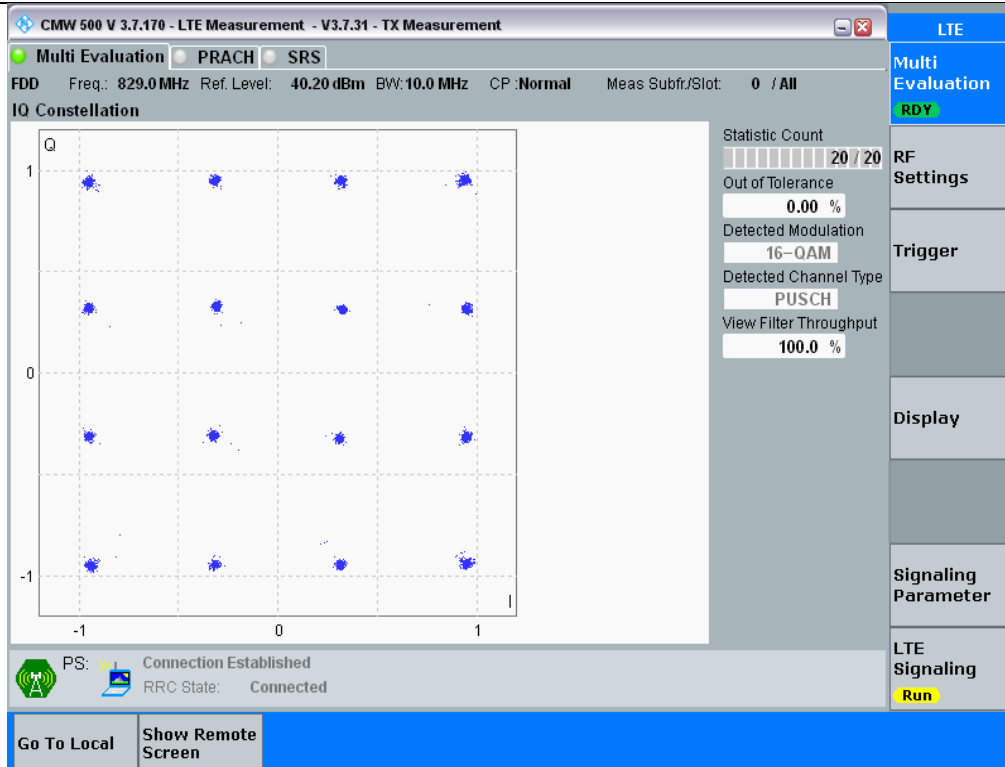 CMW 500 V 3.7.170 - LTE Measurement - V3.7.31 - TX Measurement
LTE
Multi Evaluation PRACH SRS
Multi
Evaluation
RDY
FDD Freq.: 829.0 MHz Ref. Level: 40.20 dBm BW: 10.0 MHz CP :Normal Meas Subfr./Slot: 0 / All
IQ Constellation
Q
1
0
-1
-1 0 1
I
Statistic Count
20 / 20
Out of Tolerance
0.00 %
Detected Modulation
16-QAM
Detected Channel Type
PUSCH
View Filter Throughput
100.0 %
RF
Settings
Trigger
Display
Signaling
Parameter
LTE
Signaling
Run
PS: Connection Established
RRC State: Connected
Go To Local
Show Remote
Screen